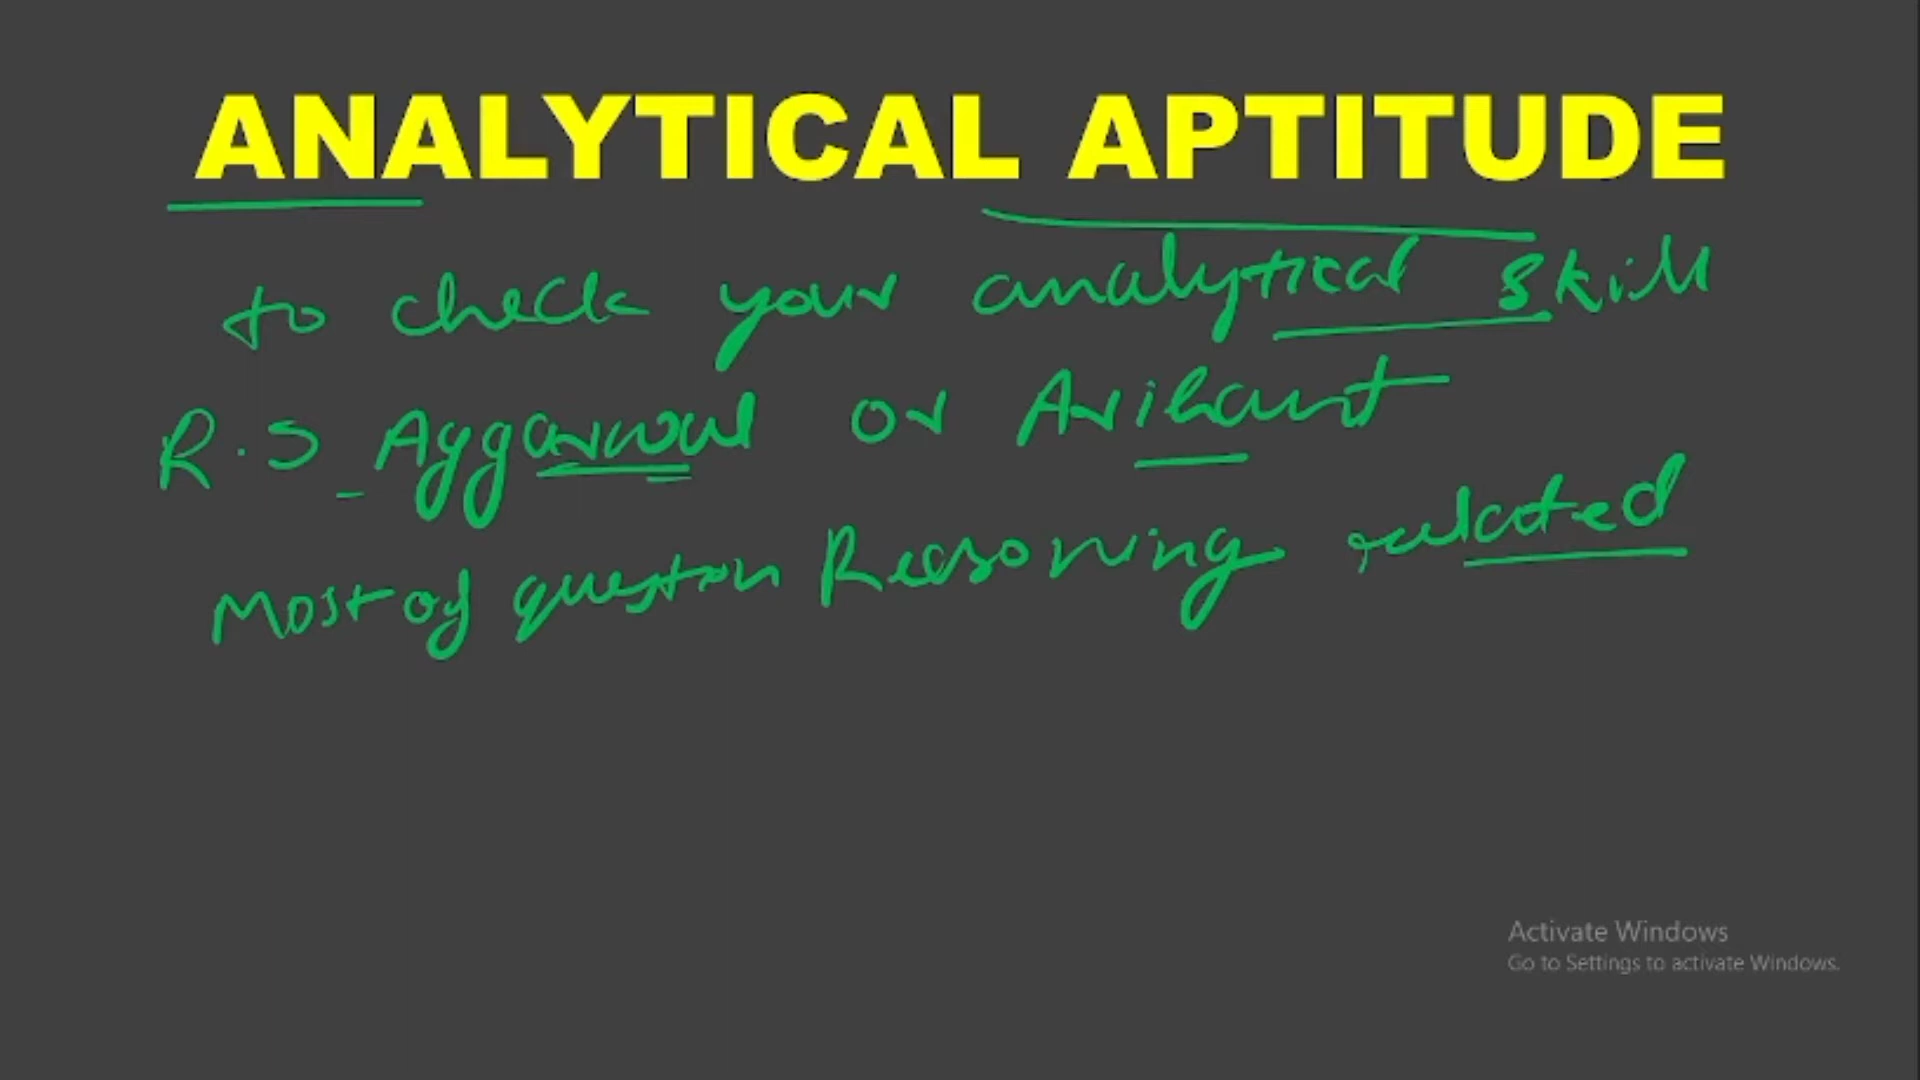 ANALYTICAL APTITUDE
to check your analytical skill
R.S Aggarwal or Arihant
Most of question Reasoning related
Activate Windows
Go to Settings to activate Windows.